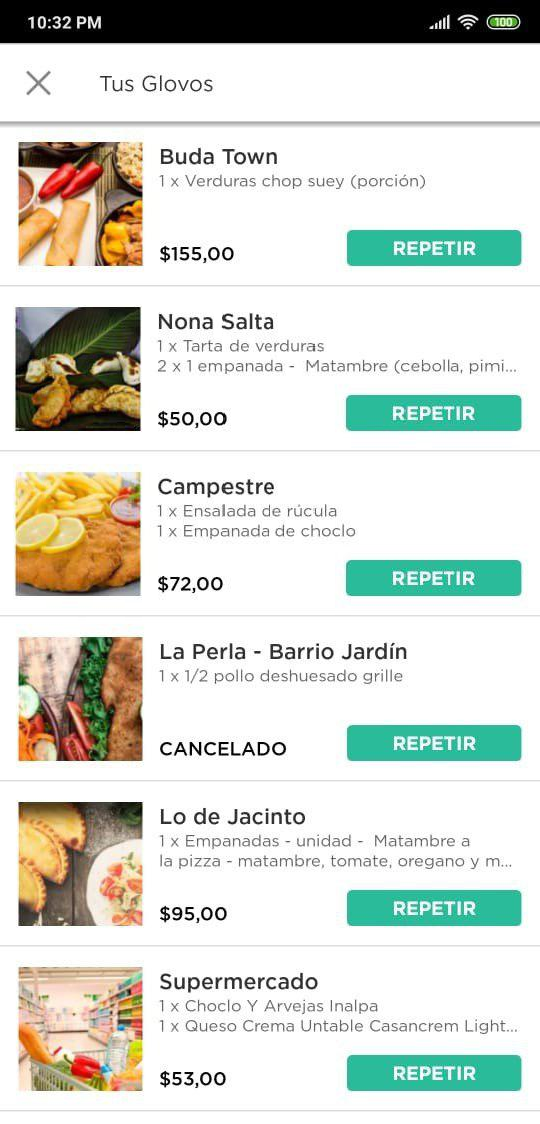 10:32 PM
100
Tus Glovos
Buda Town
1 x Verduras chop suey (porción)
$155,00
REPETIR
Nona Salta
1 x Tarta de verduras
2 x 1 empanada -  Matambre (cebolla, pimi...
$50,00
REPETIR
Campestre
1 x Ensalada de rúcula
1 x Empanada de choclo
$72,00
REPETIR
La Perla - Barrio Jardín
1 x 1/2 pollo deshuesado grille
CANCELADO
REPETIR
Lo de Jacinto
1 x Empanadas - unidad -  Matambre a
la pizza - matambre, tomate, oregano y m...
$95,00
REPETIR
Supermercado
1 x Choclo Y Arvejas Inalpa
1 x Queso Crema Untable Casancrem Light...
$53,00
REPETIR